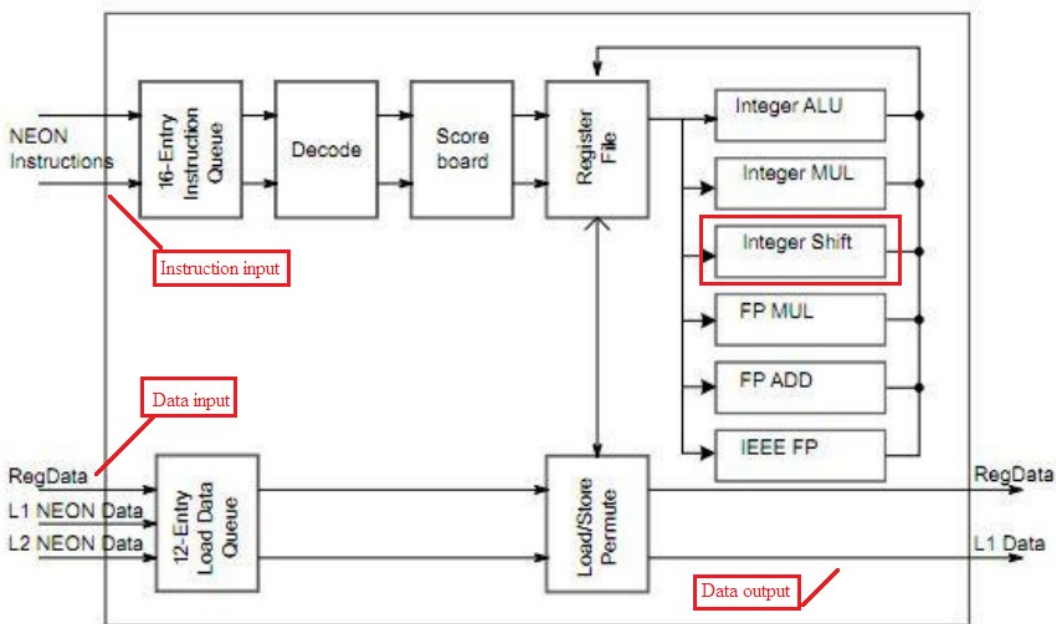 NEON
Instructions
16-Entry
Instruction
Queue
Decode
Score
board
Register
File
Integer ALU
Integer MUL
Integer Shift
FP MUL
FP ADD
IEEE FP
Instruction input
Data input
RegData
L1 NEON Data
L2 NEON Data
12-Entry
Load Data
Queue
Load/Store
Permute
RegData
L1 Data
Data output